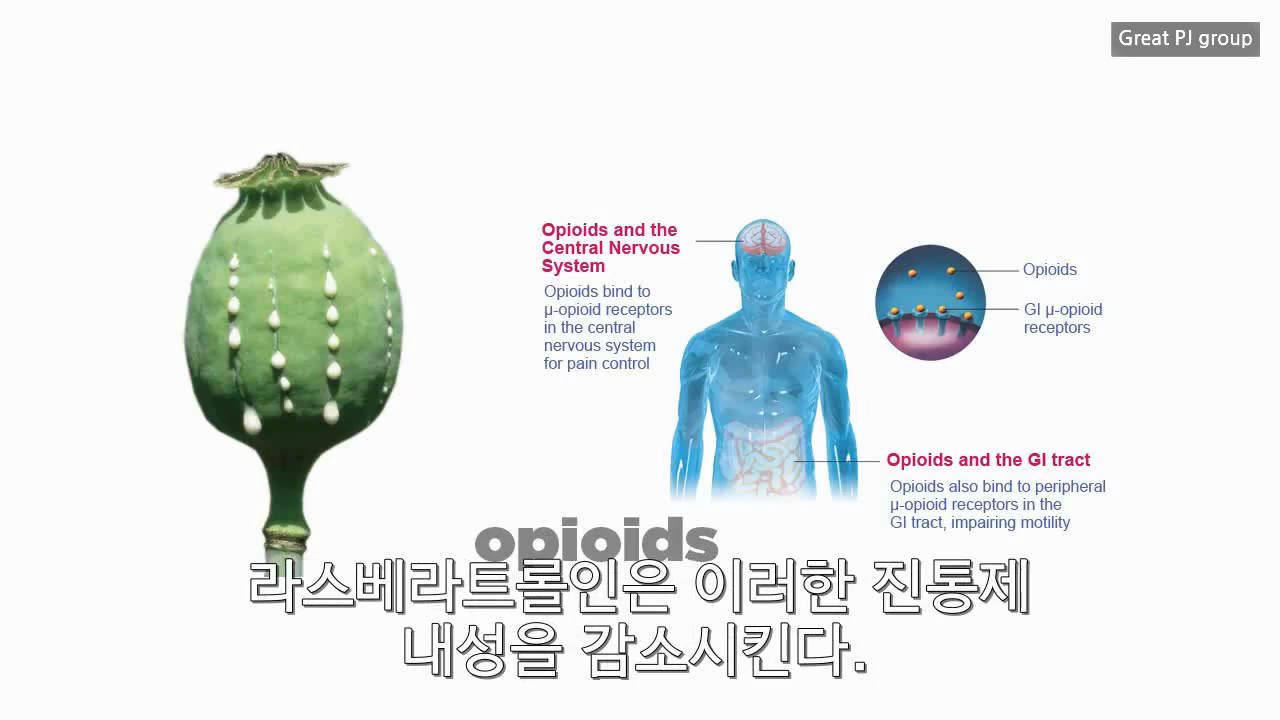 Great PJ group
Opioids and the
Central Nervous
System
Opioids bind to
μ-opioid receptors
in the central
nervous system
for pain control
Opioids
GI μ-opioid
receptors
Opioids and the GI tract
Opioids also bind to peripheral
μ-opioid receptors in the
GI tract, impairing motility
opioids
라스베라트롤인은 이러한 진통제
내성을 감소시킨다.